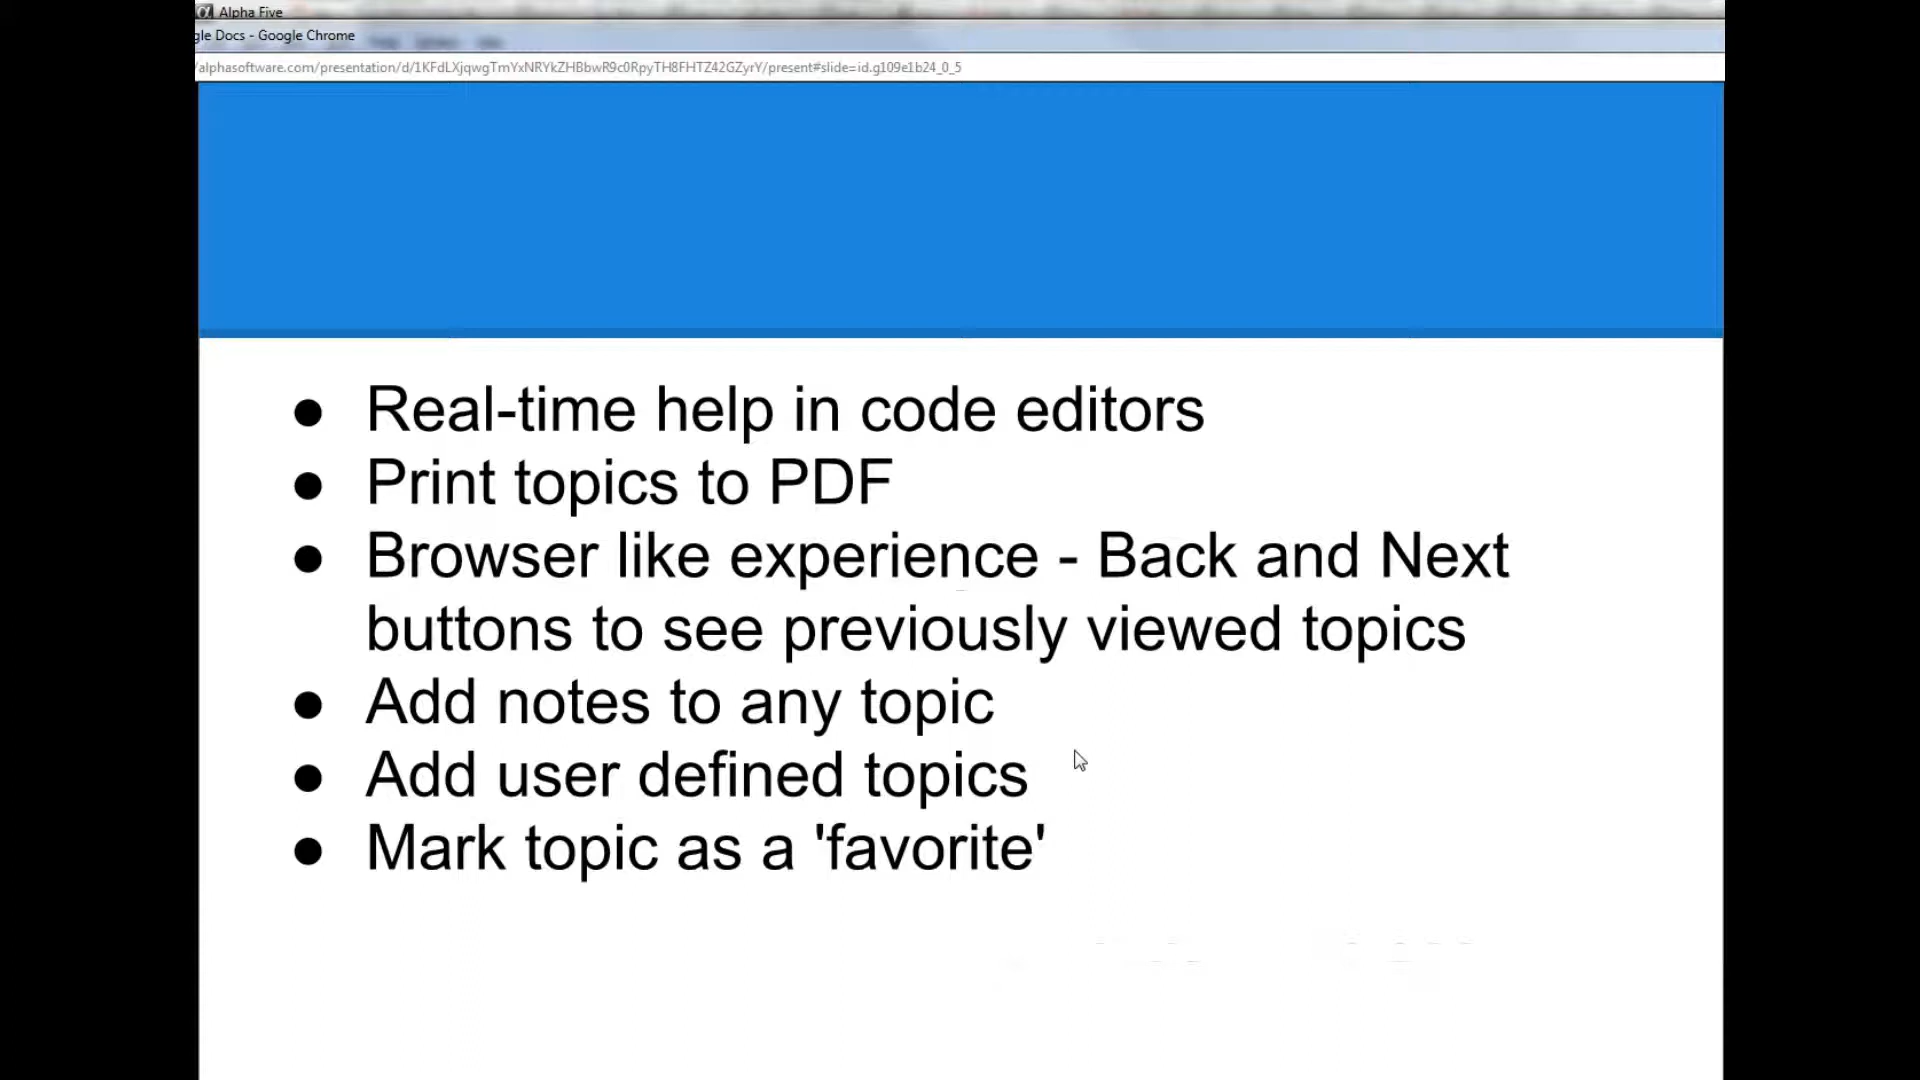 Alpha Five
gle Docs - Google Chrome
/alphasoftware.com/presentation/d/1KFdLXjqwgTmYxNRYkZHBbwR9c0RpyTH8FHTZ42GZyrY/present#slide=id.g109e1b24_0_5
● Real-time help in code editors
● Print topics to PDF
● Browser like experience - Back and Next
buttons to see previously viewed topics
● Add notes to any topic
● Add user defined topics
● Mark topic as a 'favorite'